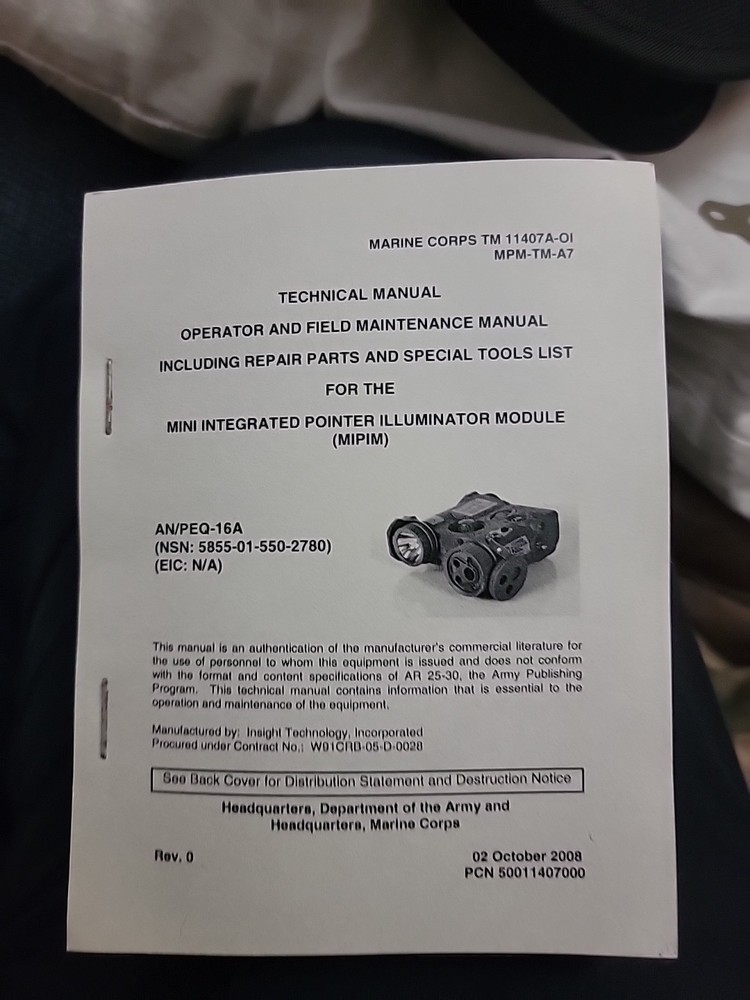 MARINE CORPS TM 11407A-OI
MPM-TM-A7
TECHNICAL MANUAL
OPERATOR AND FIELD MAINTENANCE MANUAL
INCLUDING REPAIR PARTS AND SPECIAL TOOLS LIST
FOR THE
MINI INTEGRATED POINTER ILLUMINATOR MODULE
(MIPIM)
AN/PEQ-16A
(NSN: 5855-01-550-2780)
(EIC: N/A)
This manual is an authentication of the manufacturer's commercial literature for
the use of personnel to whom this equipment is issued and does not conform
with the format and content specifications of AR 25-30, the Army Publishing
Program. This technical manual contains information that is essential to the
operation and maintenance of the equipment.
Manufactured by: Insight Technology, Incorporated
Procured under Contract No.: W91CRB-05-D-0028
See Back Cover for Distribution Statement and Destruction Notice
Headquarters, Department of the Army and
Headquarters, Marine Corps
Rev. 0
02 October 2008
PCN 50011407000